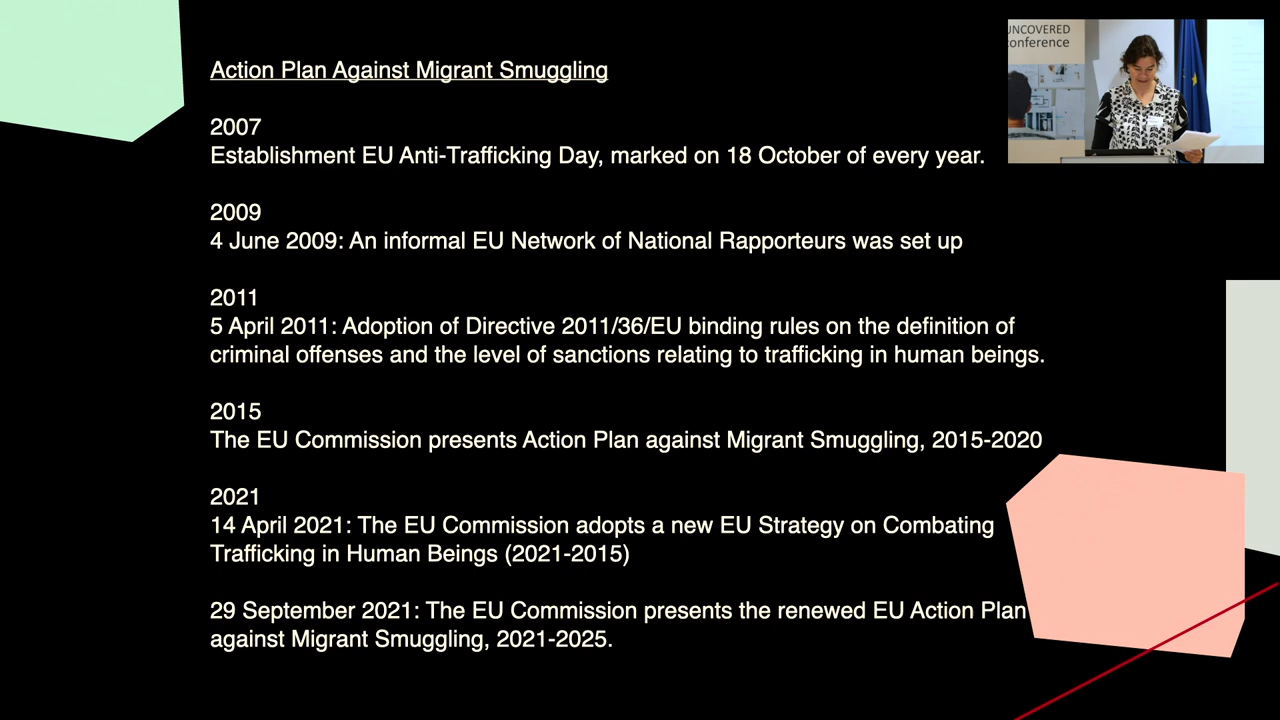 Action Plan Against Migrant Smuggling
2007
Establishment EU Anti-Trafficking Day, marked on 18 October of every year.
2009
4 June 2009: An informal EU Network of National Rapporteurs was set up
2011
5 April 2011: Adoption of Directive 2011/36/EU binding rules on the definition of
criminal offenses and the level of sanctions relating to trafficking in human beings.
2015
The EU Commission presents Action Plan against Migrant Smuggling, 2015-2020
2021
14 April 2021: The EU Commission adopts a new EU Strategy on Combating
Trafficking in Human Beings (2021-2015)
29 September 2021: The EU Commission presents the renewed EU Action Plan
against Migrant Smuggling, 2021-2025.
UNCOVERED
conference